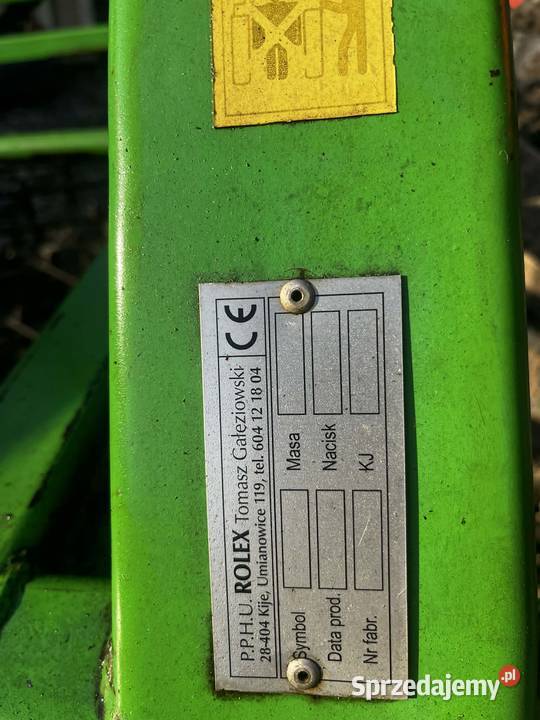 P.P.H.U. ROLEX Tomasz Gałęziowski
28-404 Kije, Umianowice 119, tel. 604 12 18 04
CE
Symbol
Masa
Data prod.
Nacisk
Nr fabr.
KJ
Sprzedajemy.pl